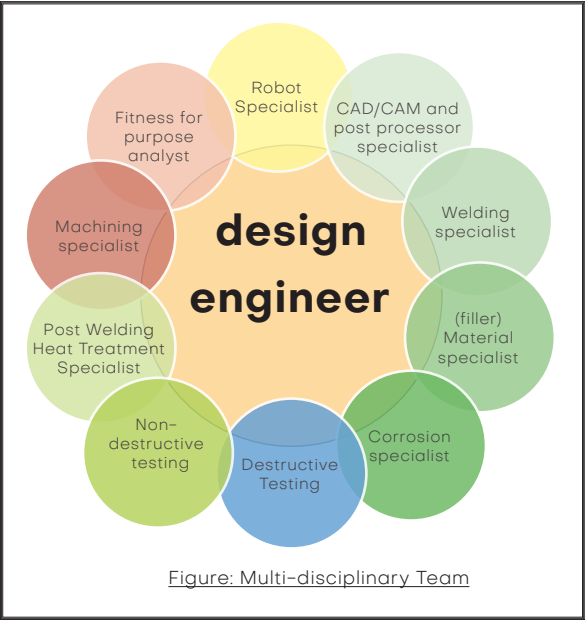 Robot
Specialist
CAD/CAM and
post processor
specialist
Welding
specialist
(filler)
Material
specialist
Corrosion
specialist
Destructive
Testing
Non-
destructive
testing
Post Welding
Heat Treatment
Specialist
Machining
specialist
Fitness for
purpose
analyst
design
engineer
Figure: Multi-disciplinary Team